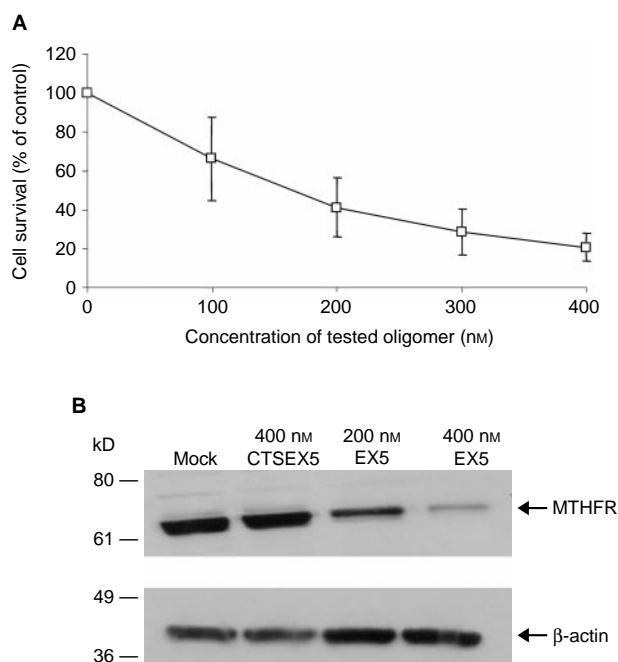 A
120
100
80
60
40
20
0
Cell survival (% of control)
0 100 200 300 400
Concentration of tested oligomer (nM)
B
kD
Mock
400 nM
CTSEX5
200 nM
EX5
400 nM
EX5
80
61
MTHFR
49
36
β-actin